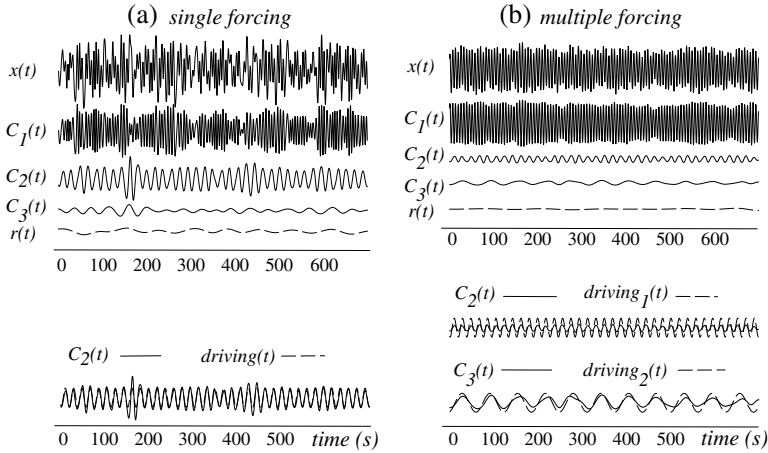 (a) single forcing
x(t)
C1(t)
C2(t)
C3(t)
r(t)
0 100 200 300 400 500 600
C2(t) driving(t)
0 100 200 300 400 500 time (s)
(b) multiple forcing
x(t)
C1(t)
C2(t)
C3(t)
r(t)
0 100 200 300 400 500 600
C2(t) driving1(t)
C3(t) driving2(t)
0 100 200 300 400 500 time (s)